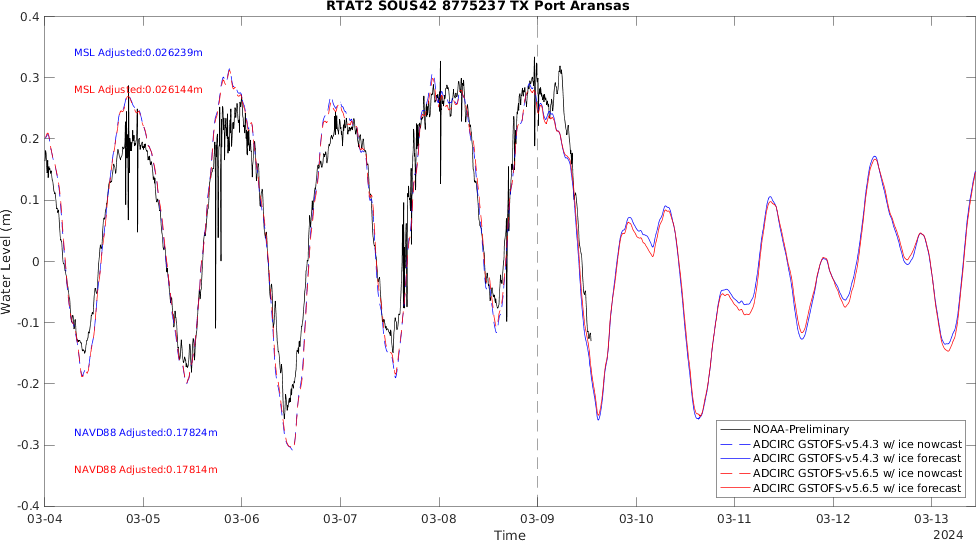 RTAT2 SOUS42 8775237 TX Port Aransas
0.4
0.3
0.2
0.1
0
-0.1
-0.2
-0.3
-0.4
Water Level (m)
MSL Adjusted:0.026239m
MSL Adjusted:0.026144m
NAVD88 Adjusted:0.17824m
NAVD88 Adjusted:0.17814m
NOAA-Preliminary
ADCIRC GSTOFS-v5.4.3 w/ ice nowcast
ADCIRC GSTOFS-v5.4.3 w/ ice forecast
ADCIRC GSTOFS-v5.6.5 w/ ice nowcast
ADCIRC GSTOFS-v5.6.5 w/ ice forecast
03-04 03-05 03-06 03-07 03-08 03-09 03-10 03-11 03-12 03-13
Time
2024